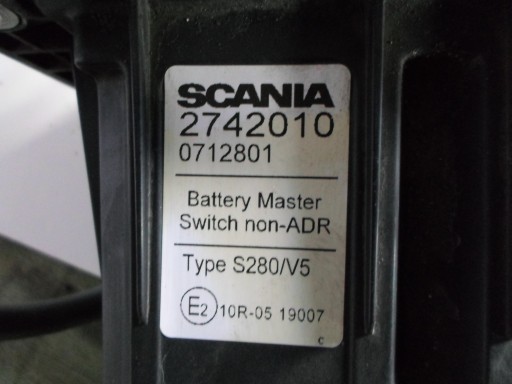 SCANIA
2742010
0712801
Battery Master
Switch non-ADR
Type S280/V5
E2 10R-05 19007
c